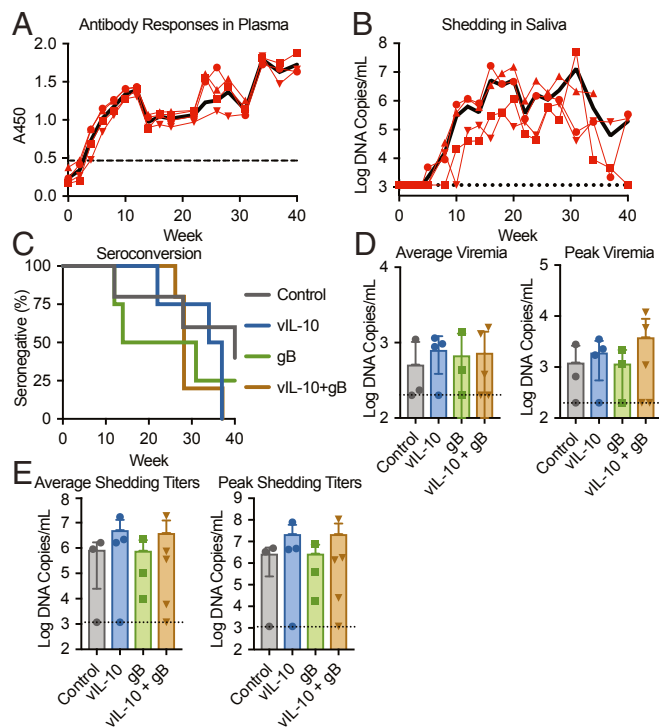 A
Antibody Responses in Plasma
2.0
1.5
1.0
0.5
0.0
A450
0
10
20
30
40
Week
B
Shedding in Saliva
8
7
6
5
4
3
Log DNA Copies/mL
0
10
20
30
40
Week
C
Seroconversion
100
75
50
25
0
Seronegative (%)
0
10
20
30
40
Week
Control
vIL-10
gB
vIL-10+gB
D
Average Viremia
4
3
2
Log DNA Copies/mL
Control
vIL-10
gB
vIL-10 + gB
Peak Viremia
5
4
3
2
Log DNA Copies/mL
Control
vIL-10
gB
vIL-10 + gB
E
Average Shedding Titers
8
7
6
5
4
3
2
Log DNA Copies/mL
Control
vIL-10
gB
vIL-10 + gB
Peak Shedding Titers
9
8
7
6
5
4
3
2
Log DNA Copies/mL
Control
vIL-10
gB
vIL-10 + gB